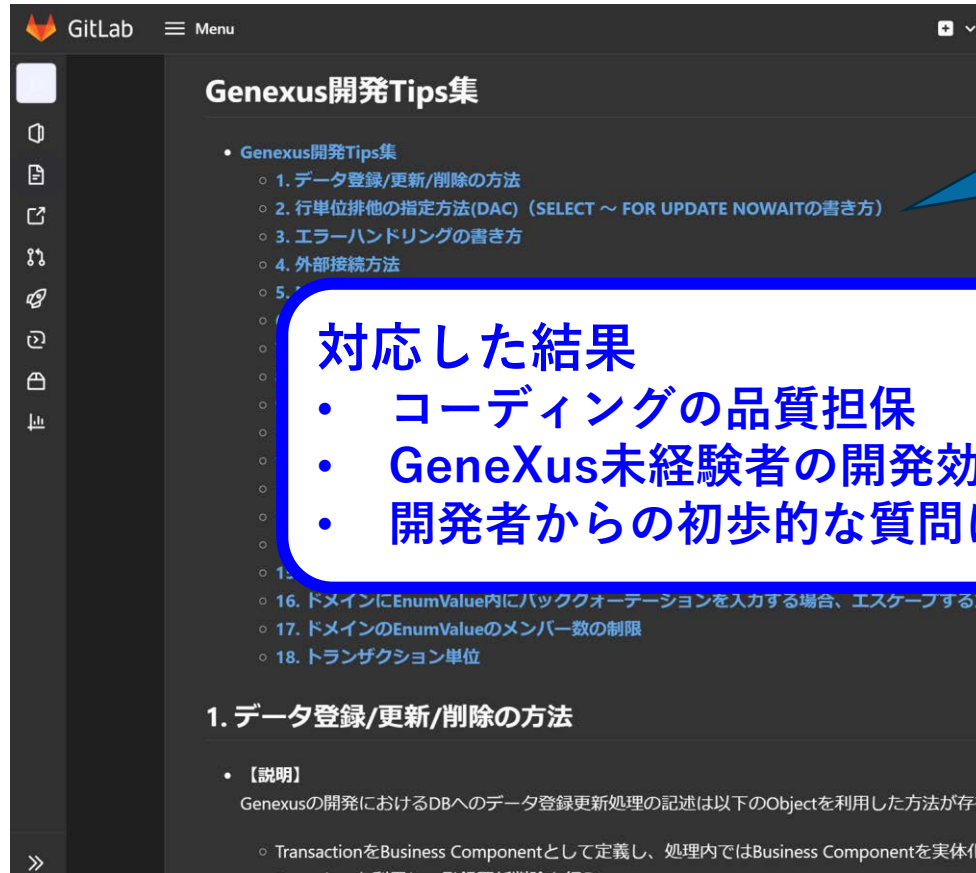 GitLab Menu
Genexus開発Tips集
• Genexus開発Tips集
1. データ登録/更新/削除の方法
2. 行単位排他の指定方法(DAC)（SELECT ～ FOR UPDATE NOWAITの書き方）
3. エラーハンドリングの書き方
4. 外部接続方法
5.
対応した結果
• コーディングの品質担保
• GeneXus未経験者の開発効
• 開発者からの初歩的な質問
16. ドメインにEnumValue内にバッククォーテーションを入力する場合、エスケープする
17. ドメインのEnumValueのメンバー数の制限
18. トランザクション単位
1. データ登録/更新/削除の方法
• 【説明】
Genexusの開発におけるDBへのデータ登録更新処理の記述は以下のObjectを利用した方法が存
TransactionをBusiness Componentとして定義し、処理内ではBusiness Componentを実体化